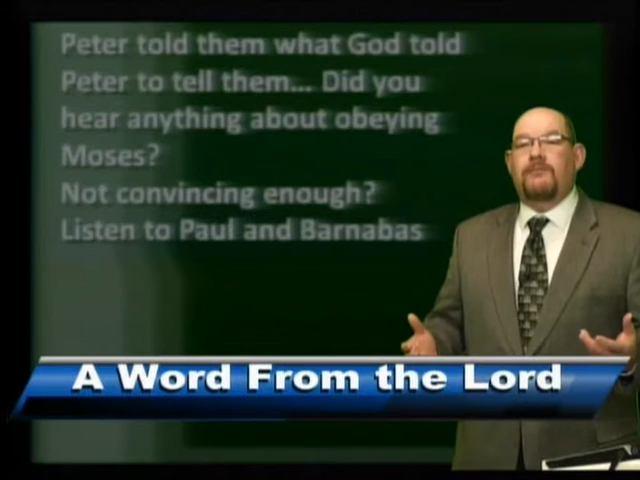 Peter told them what God told
Peter to tell them... Did you
hear anything about obeying
Moses?
Not convincing enough?
Listen to Paul and Barnabas
A Word From the Lord